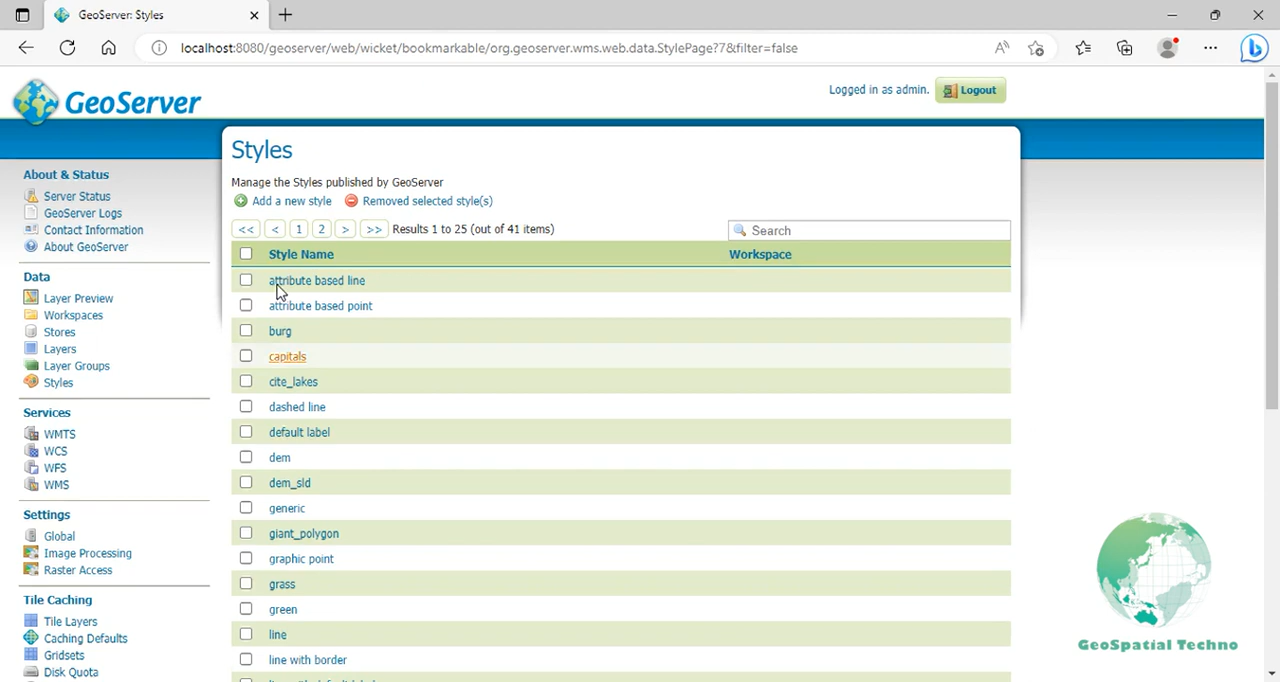 GeoServer: Styles
localhost:8080/geoserver/web/wicket/bookmarkable/org.geoserver.wms.web.data.StylePage?7&filter=false
GeoServer
Logged in as admin.
Logout
About & Status
Server Status
GeoServer Logs
Contact Information
About GeoServer
Data
Layer Preview
Workspaces
Stores
Layers
Layer Groups
Styles
Services
WMTS
WCS
WFS
WMS
Settings
Global
Image Processing
Raster Access
Tile Caching
Tile Layers
Caching Defaults
Gridsets
Disk Quota
Styles
Manage the Styles published by GeoServer
Add a new style Removed selected style(s)
<< < 1 2 > >> Results 1 to 25 (out of 41 items) Search
Style Name Workspace
attribute based line
attribute based point
burg
capitals
cite_lakes
dashed line
default label
dem
dem_sld
generic
giant_polygon
graphic point
grass
green
line
line with border
GeoSpatial Techno